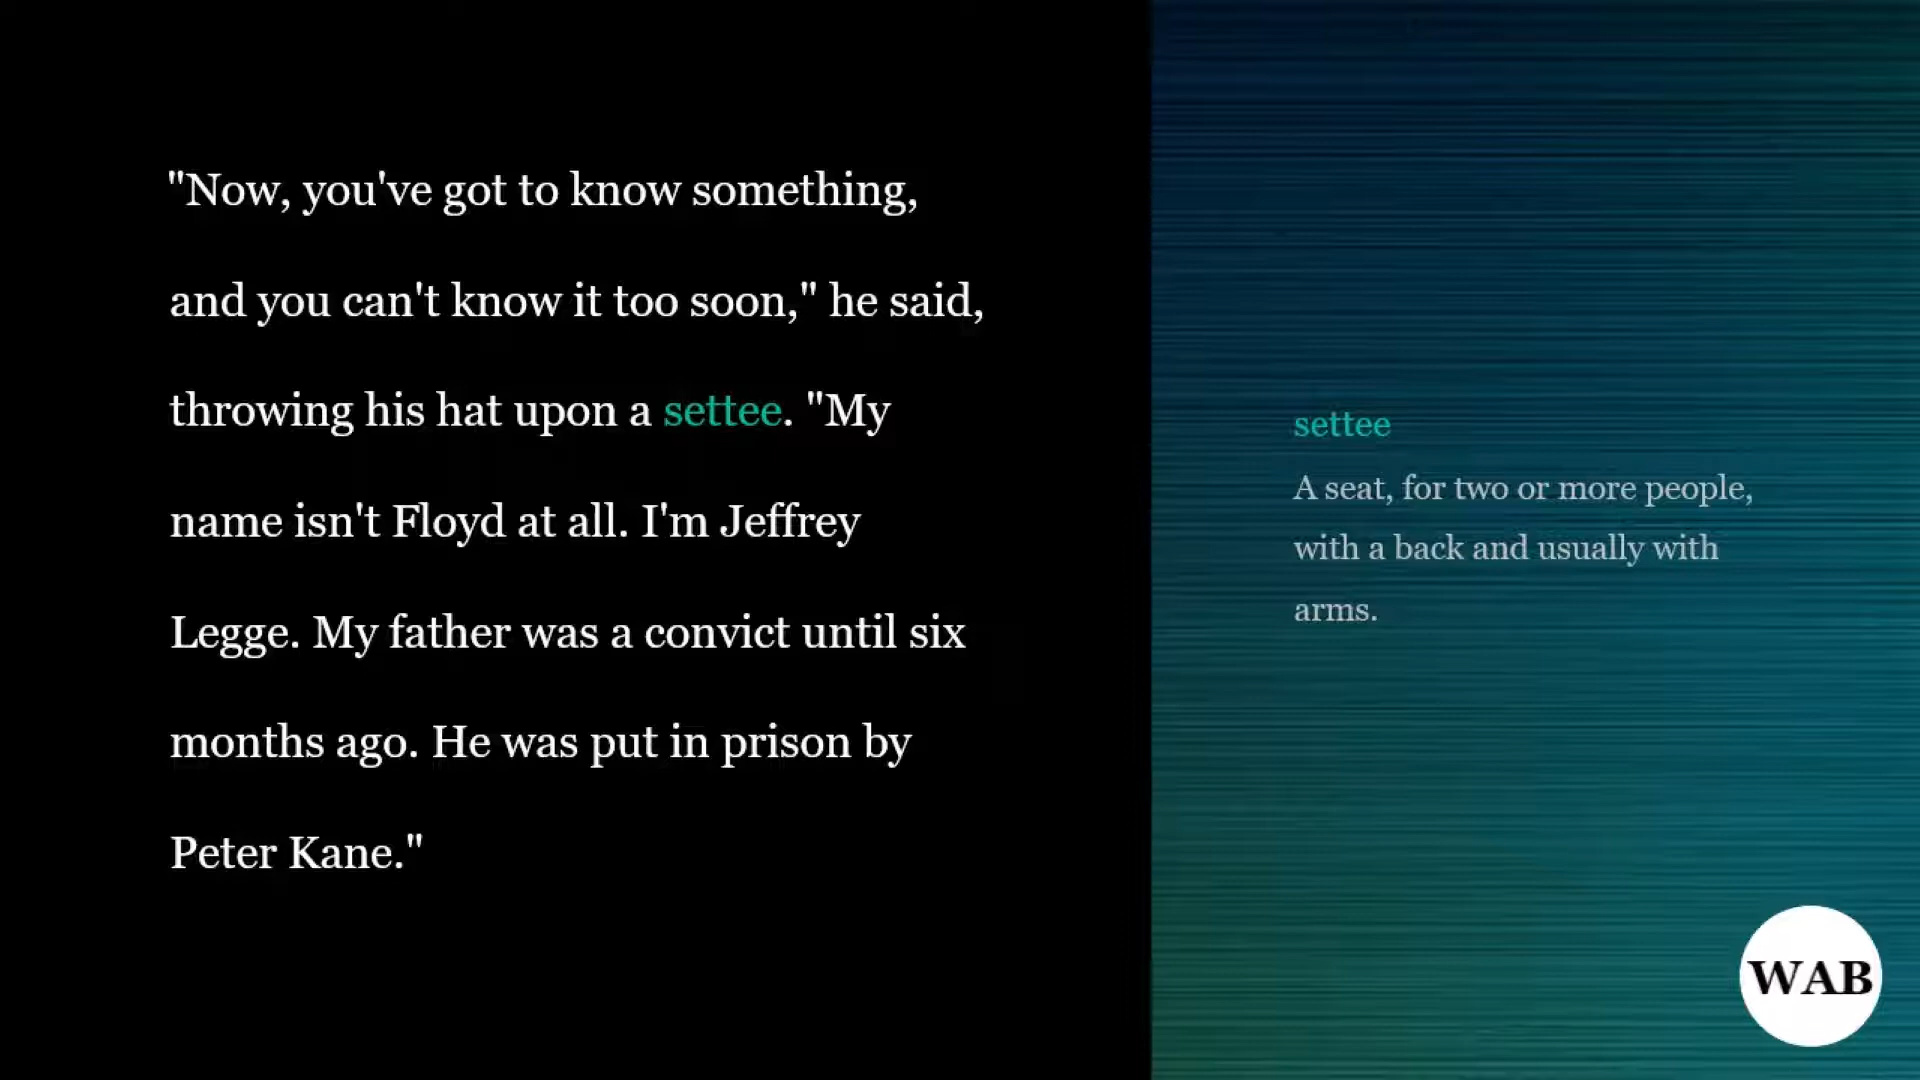 "Now, you've got to know something,
and you can't know it too soon," he said,
throwing his hat upon a settee. "My
name isn't Floyd at all. I'm Jeffrey
Legge. My father was a convict until six
months ago. He was put in prison by
Peter Kane."
settee
A seat, for two or more people,
with a back and usually with
arms.
WAB